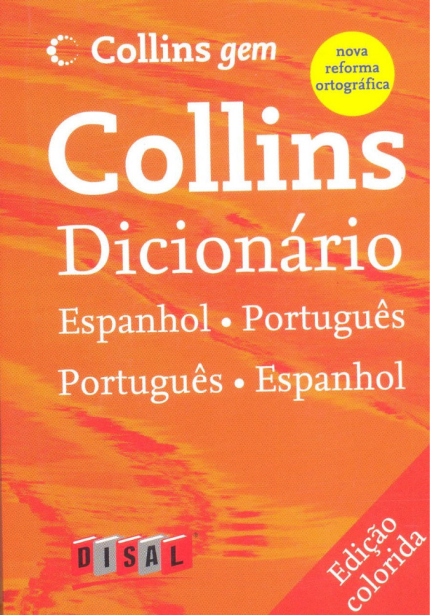 Collins gem
nova
reforma
ortográfica
Collins
Dicionário
Espanhol • Português
Português • Espanhol
DISAL
Edição
colorida